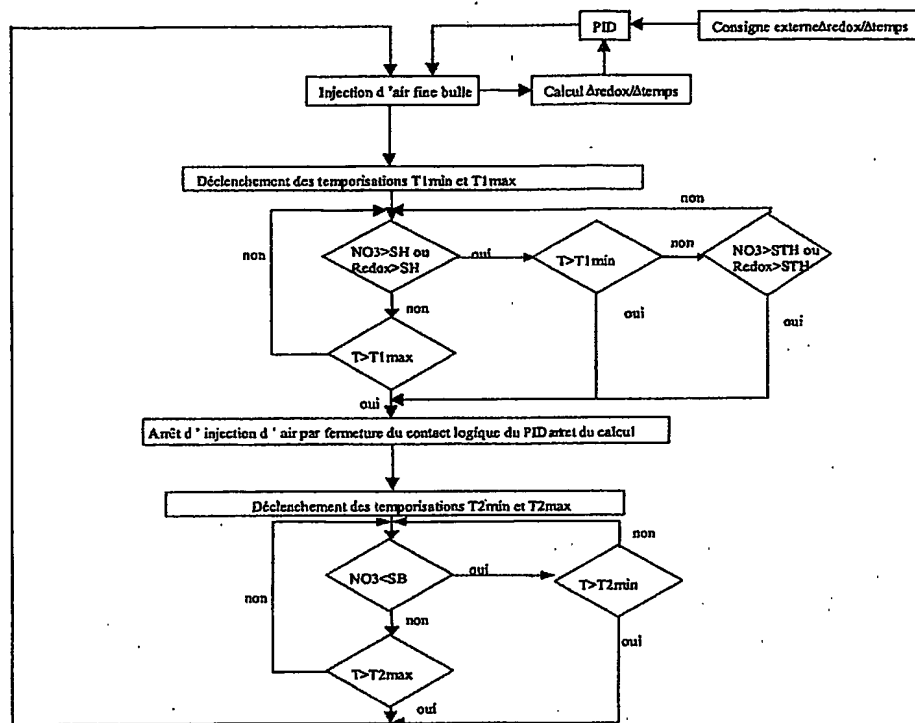 PID
Consigne externeΔredox/Δtemps
Injection d 'air fine bulle
Calcul Δredox/Δtemps
Déclenchement des temporisations T1min et T1max
non
non
NO3>SH ou
Redox>SH
oui
T>T1min
non
NO3>STH ou
Redox>STH
non
oui
oui
T>T1max
oui
Arrêt d ' injection d ' air par fermeture du contact logique du PID arret du calcul
Déclenchement des temporisations T2min et T2max
non
non
NO3<SB
oui
T>T2min
non
oui
T>T2max
oui